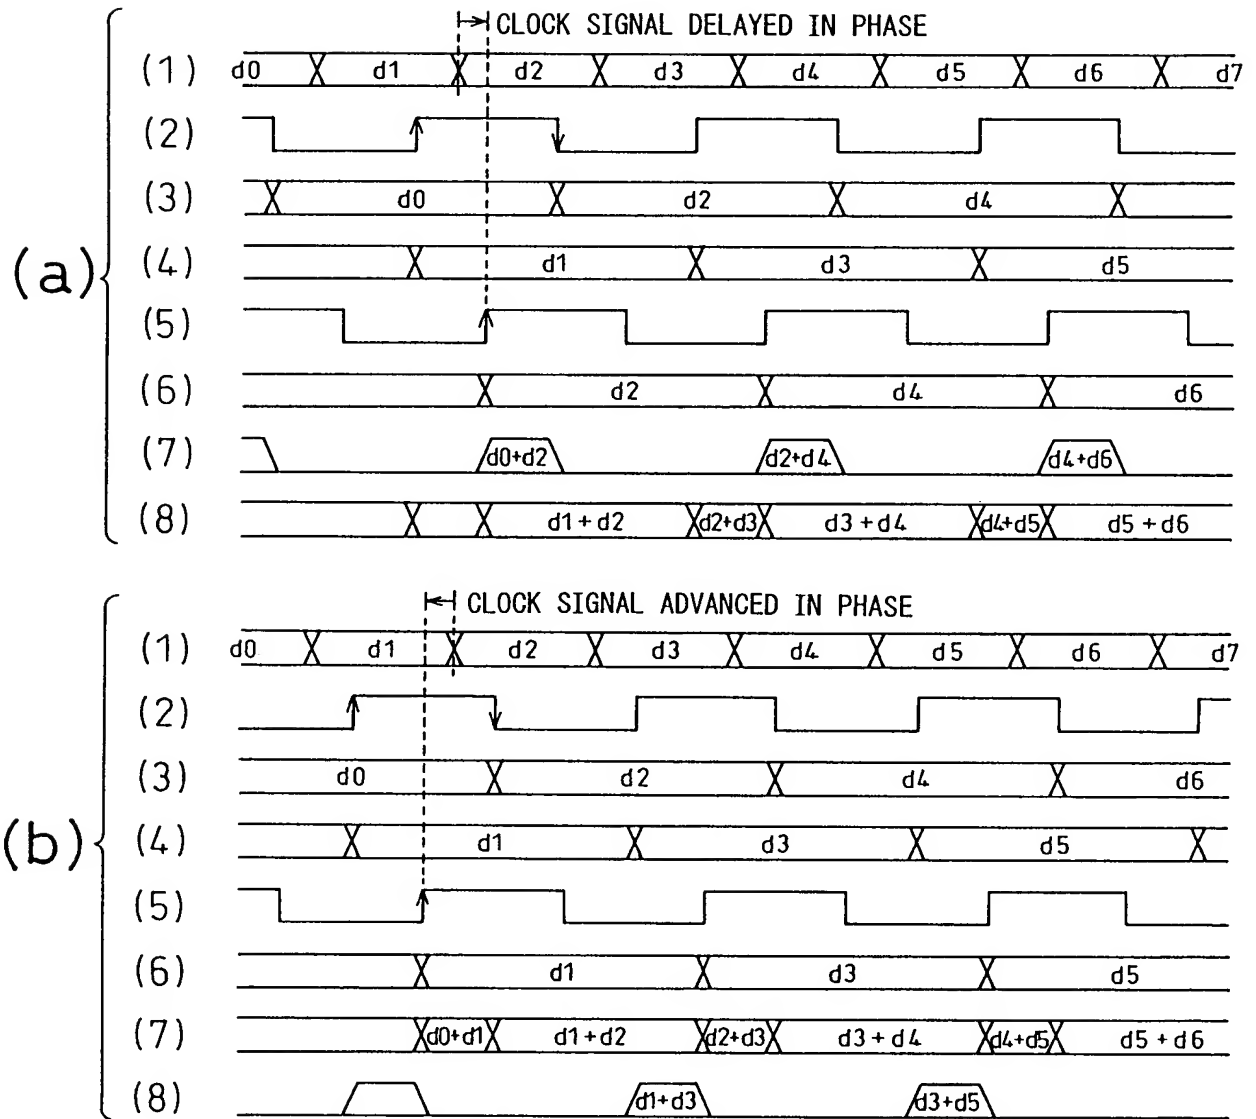 (a)
CLOCK SIGNAL DELAYED IN PHASE
(1) d0 d1 d2 d3 d4 d5 d6 d7
(2)
(3) d0 d2 d4
(4) d1 d3 d5
(5)
(6) d2 d4 d6
(7) d0+d2 d2+d4 d4+d6
(8) d1+d2 d2+d3 d3+d4 d4+d5 d5+d6
(b)
CLOCK SIGNAL ADVANCED IN PHASE
(1) d0 d1 d2 d3 d4 d5 d6 d7
(2)
(3) d0 d2 d4 d6
(4) d1 d3 d5
(5)
(6) d1 d3 d5
(7) d0+d1 d1+d2 d2+d3 d3+d4 d4+d5 d5+d6
(8) d1+d3 d3+d5